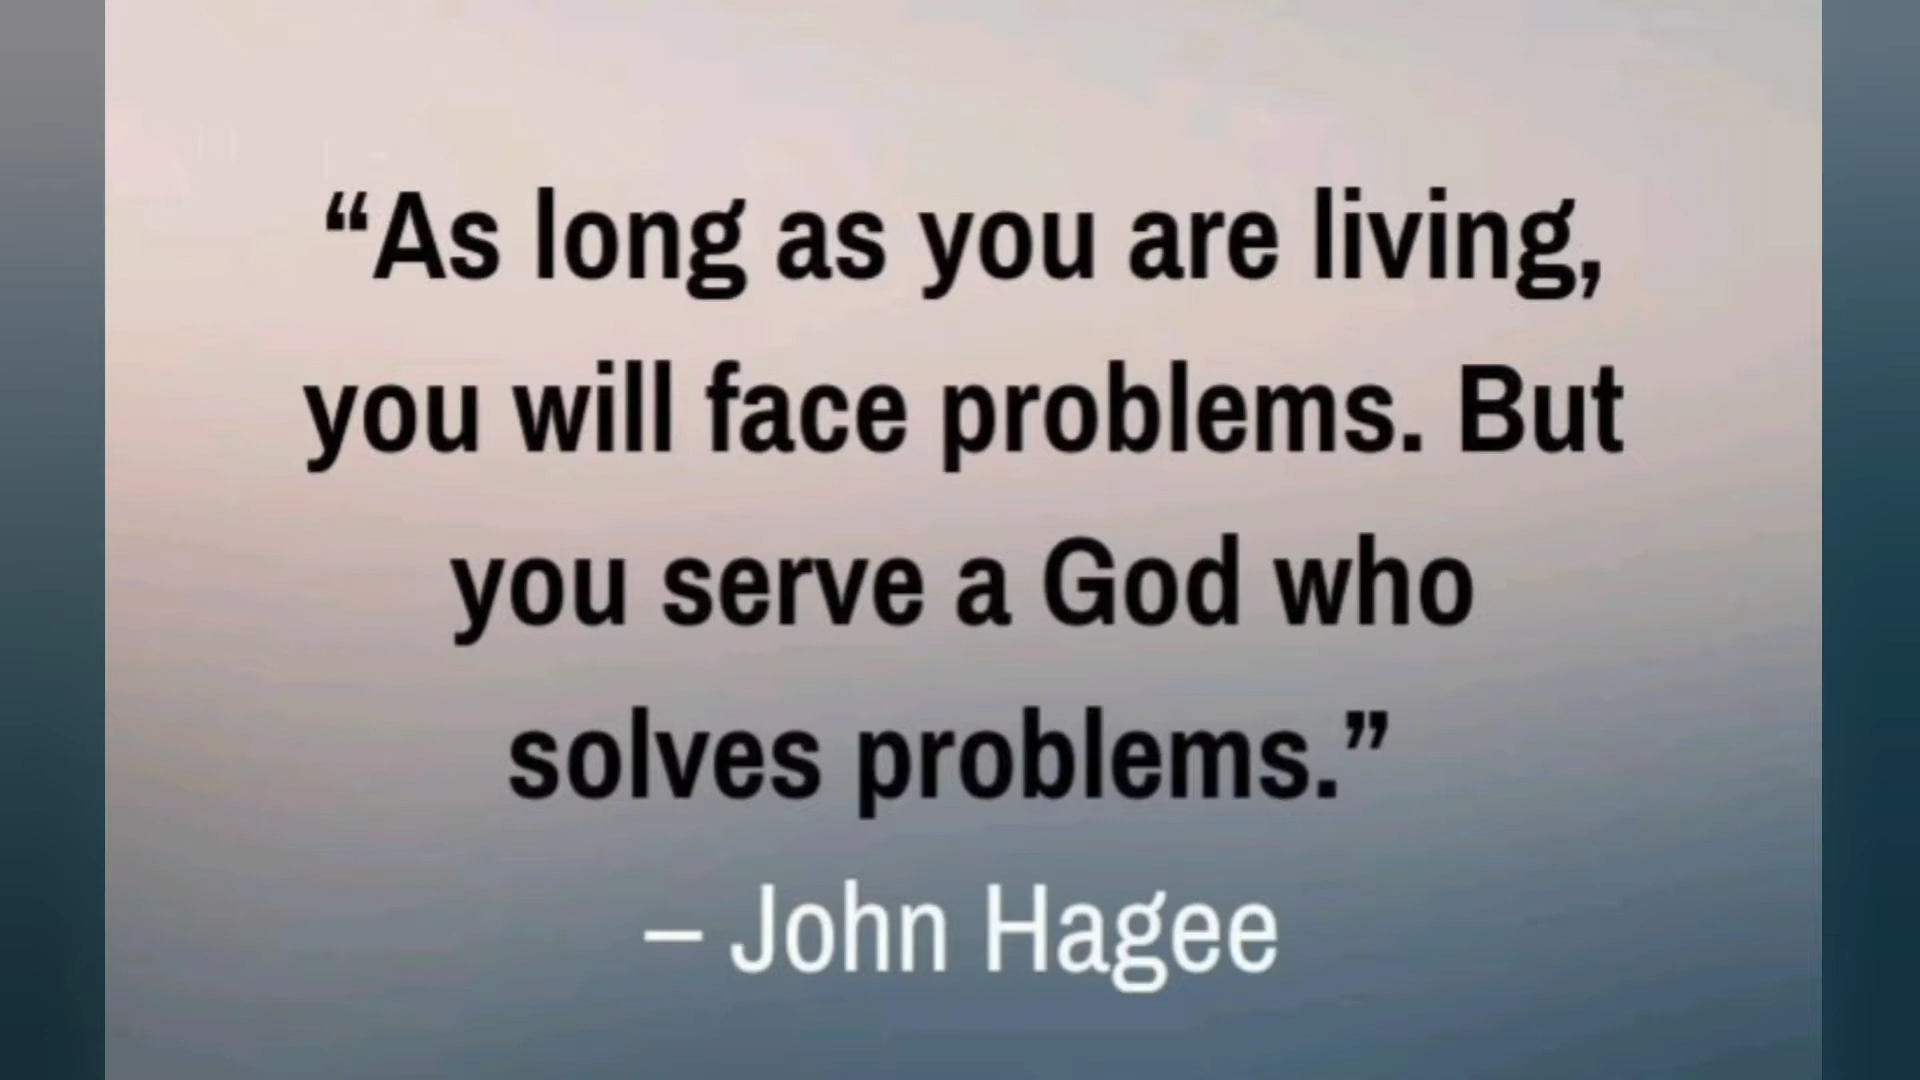 “As long as you are living,
you will face problems. But
you serve a God who
solves problems.”
– John Hagee